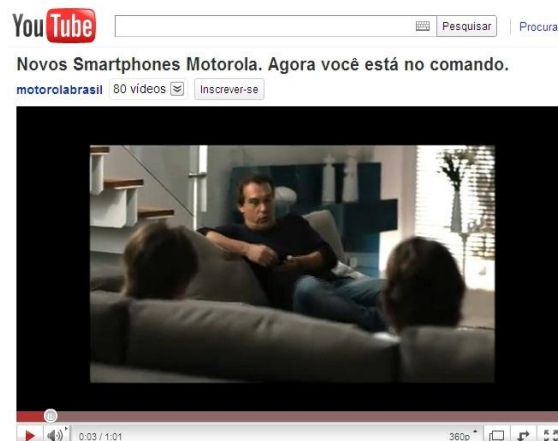 You Tube
Pesquisar
Procurar
Novos Smartphones Motorola. Agora você está no comando.
motorolabrasil 80 vídeos Inscrever-se
0:03 / 1:01
360p